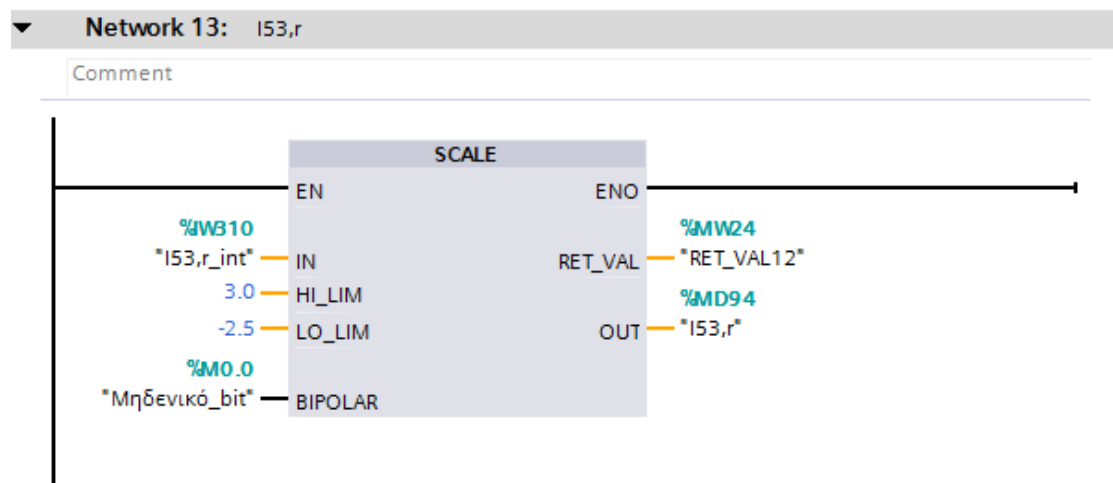 Network 13: I53,r
Comment
SCALE
EN ENO
%IW310 %MW24
"I53,r_int" IN RET_VAL "RET_VAL12"
3.0 HI_LIM %MD94
-2.5 LO_LIM OUT "I53,r"
%M0.0
"Μηδενικό_bit" BIPOLAR